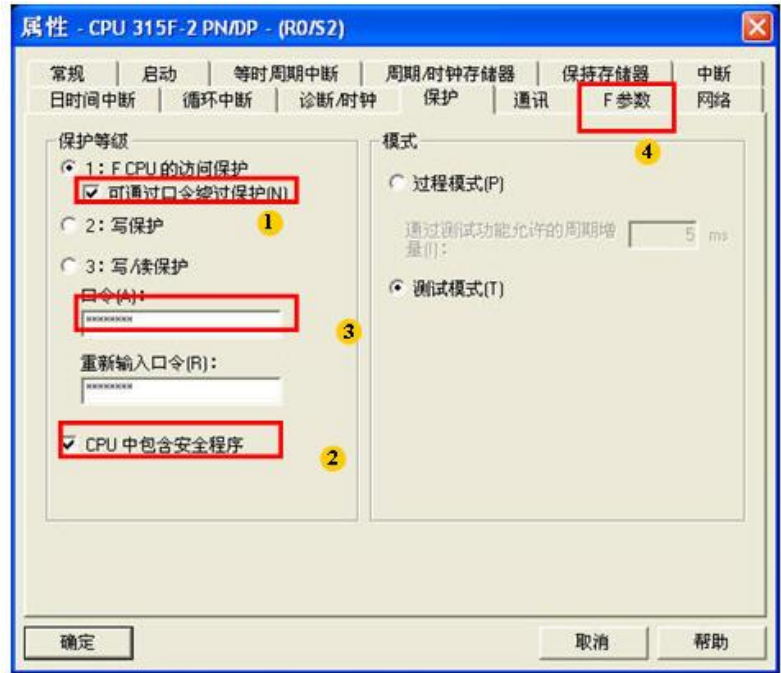 属性 - CPU 315F-2 PN/DP - (R0/S2)
常规 启动 等时周期中断 周期/时钟存储器 保持存储器 中断
日时间中断 循环中断 诊断/时钟 保护 通讯 F 参数 网络
4
保护等级
1：F CPU 的访问保护
可通过口令绕过保护(N)
1
2：写保护
3：写/读保护
口令(A)：
××××××××
3
重新输入口令(R)：
××××××××
CPU 中包含安全程序
2
模式
过程模式(P)
通过测试功能允许的周期增
量(I)：
5 ms
测试模式(T)
确定 取消 帮助